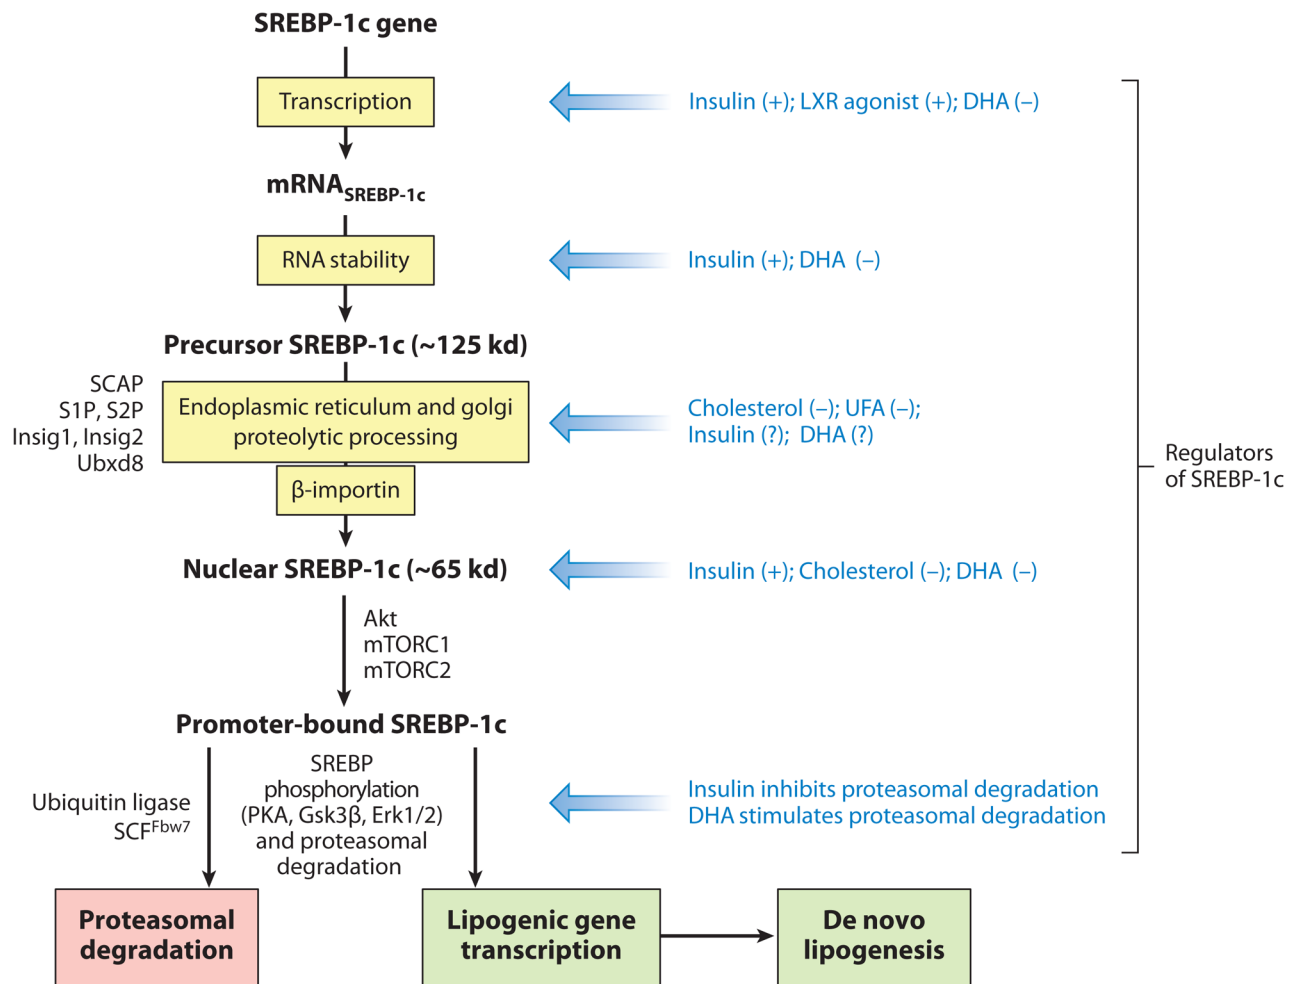 SREBP-1c gene
Transcription
Insulin (+); LXR agonist (+); DHA (–)
mRNA SREBP-1c
RNA stability
Insulin (+); DHA (–)
Precursor SREBP-1c (~125 kd)
SCAP
S1P, S2P
Insig1, Insig2
Ubxd8
Endoplasmic reticulum and golgi
proteolytic processing
Cholesterol (–); UFA (–);
Insulin (?); DHA (?)
β-importin
Regulators
of SREBP-1c
Nuclear SREBP-1c (~65 kd)
Insulin (+); Cholesterol (–); DHA (–)
Akt
mTORC1
mTORC2
Promoter-bound SREBP-1c
Ubiquitin ligase
SCFFbw7
SREBP
phosphorylation
(PKA, Gsk3β, Erk1/2)
and proteasomal
degradation
Insulin inhibits proteasomal degradation
DHA stimulates proteasomal degradation
Proteasomal
degradation
Lipogenic gene
transcription
De novo
lipogenesis